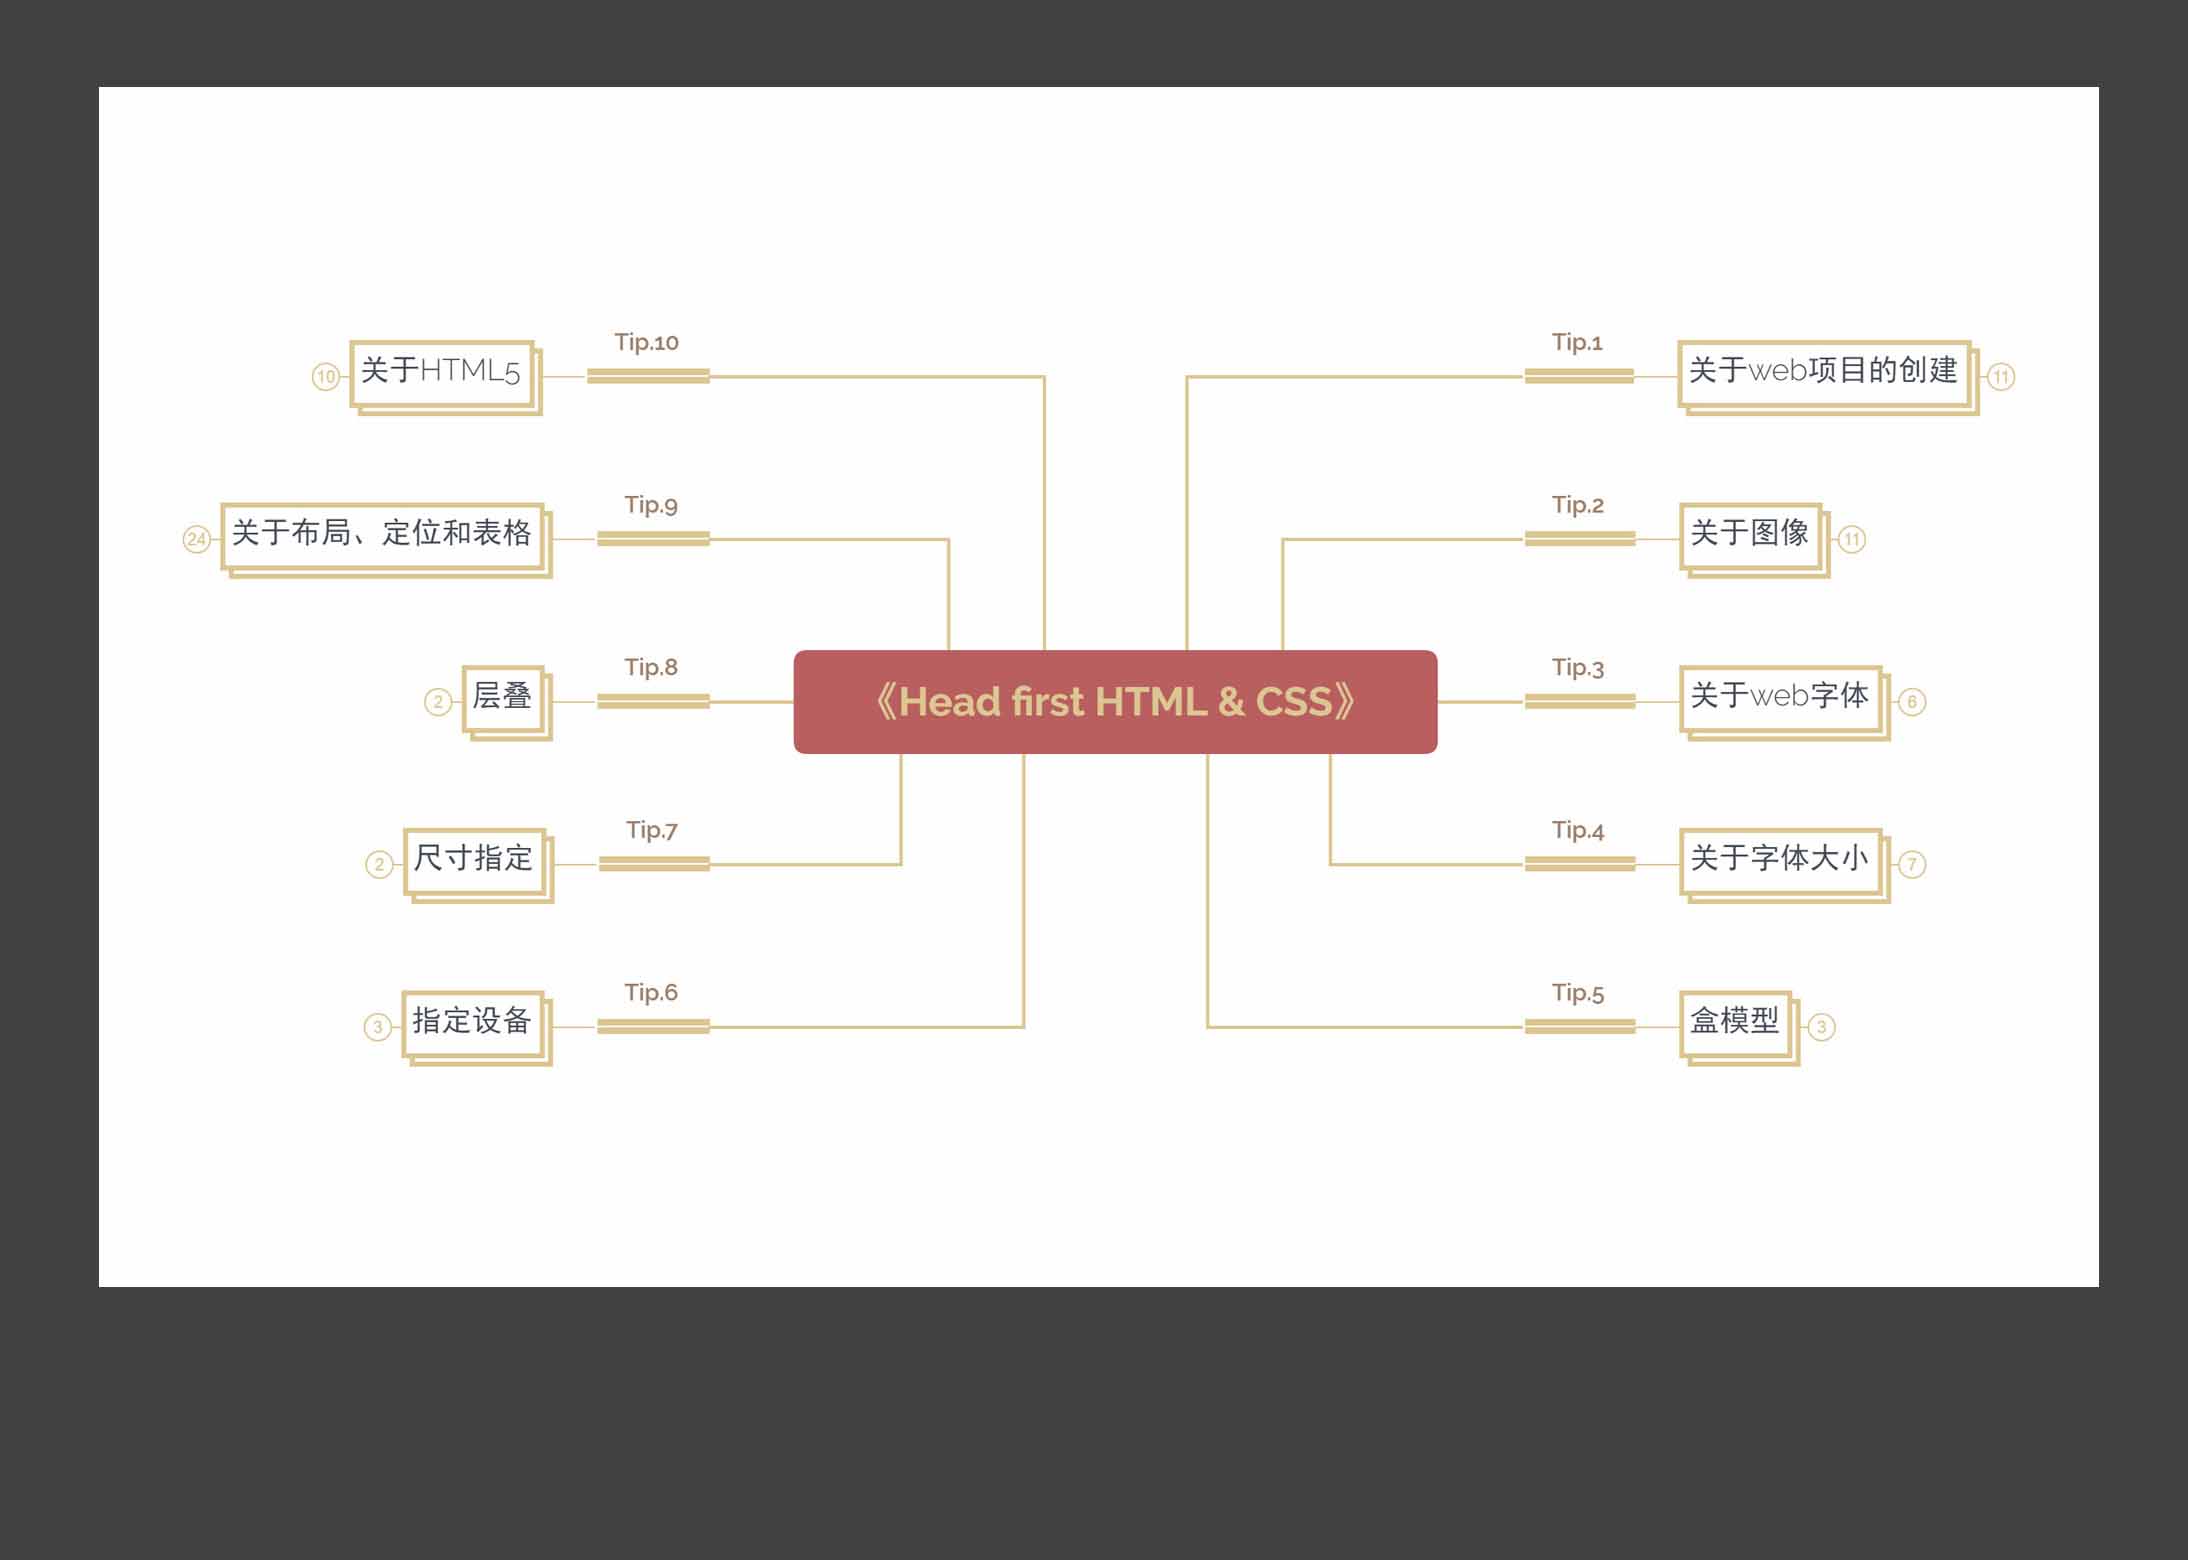 Tip.10
关于HTML5
10
Tip.1
关于web项目的创建
11
Tip.9
关于布局、定位和表格
24
Tip.2
关于图像
11
Tip.8
层叠
2
《Head first HTML & CSS》
Tip.3
关于web字体
6
Tip.7
尺寸指定
2
Tip.4
关于字体大小
7
Tip.6
指定设备
3
Tip.5
盒模型
3